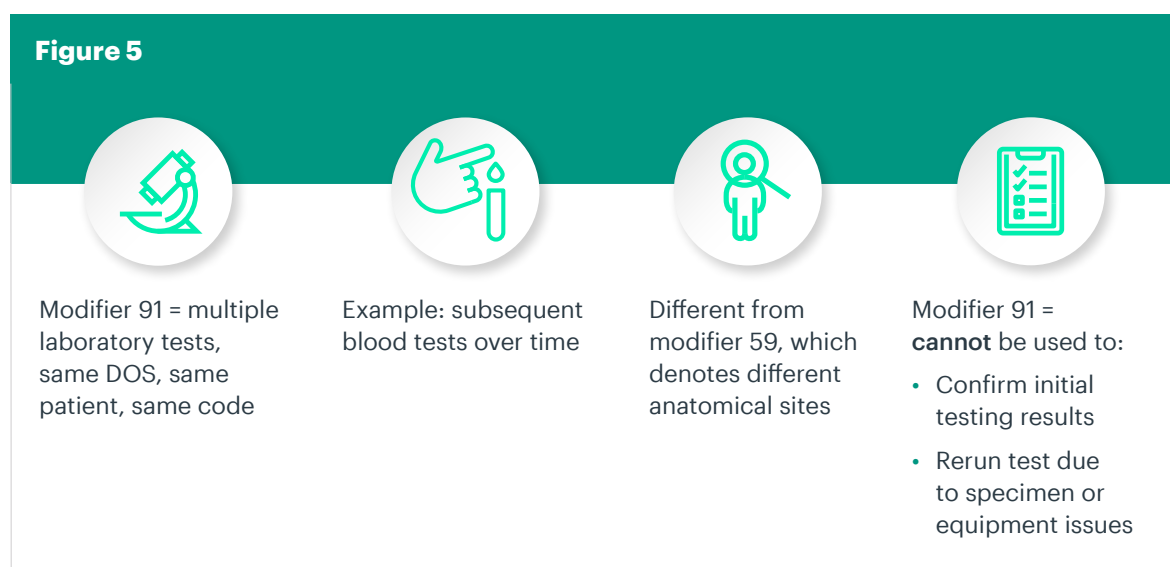 Figure 5
Modifier 91 = multiple
laboratory tests,
same DOS, same
patient, same code
Example: subsequent
blood tests over time
Different from
modifier 59, which
denotes different
anatomical sites
Modifier 91 =
cannot be used to:
• Confirm initial
testing results
• Rerun test due
to specimen or
equipment issues